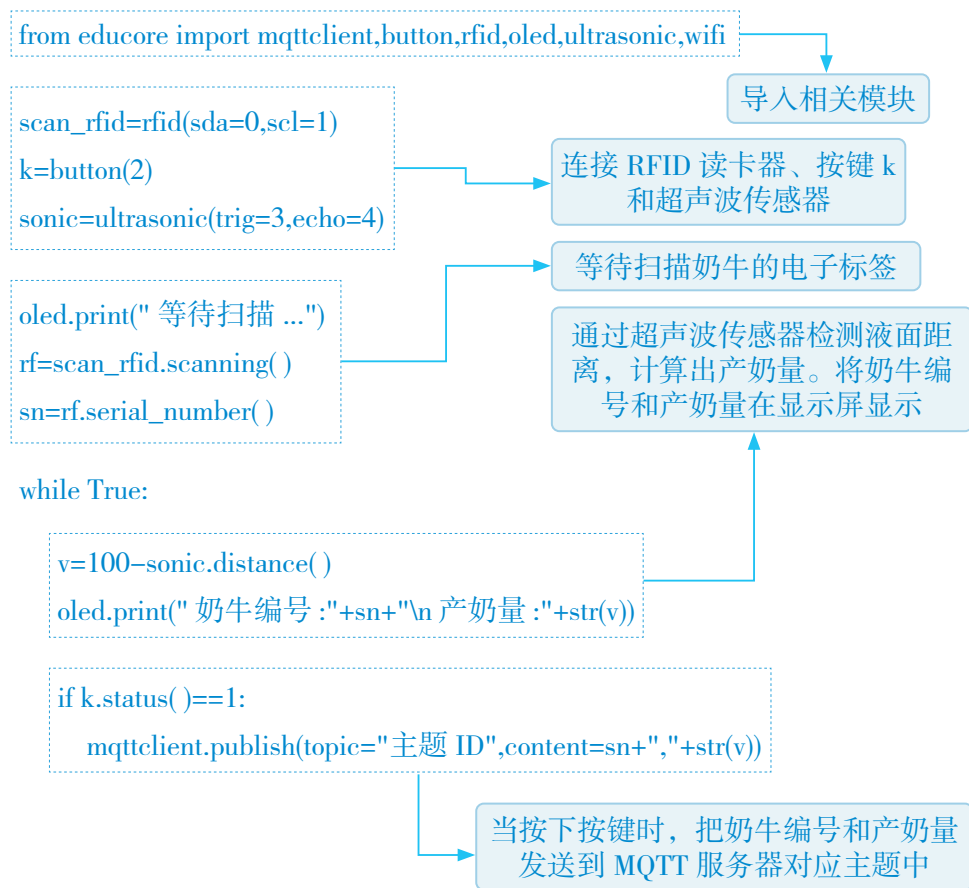 from educore import mqttclient,button,rfid,oled,ultrasonic,wifi
导入相关模块
scan_rfid=rfid(sda=0,scl=1)
k=button(2)
sonic=ultrasonic(trig=3,echo=4)
连接 RFID 读卡器、按键 k
和超声波传感器
等待扫描奶牛的电子标签
oled.print(" 等待扫描 ...")
rf=scan_rfid.scanning( )
sn=rf.serial_number( )
通过超声波传感器检测液面距
离，计算出产奶量。将奶牛编
号和产奶量在显示屏显示
while True:
v=100–sonic.distance( )
oled.print(" 奶牛编号 :"+sn+"\n 产奶量 :"+str(v))
if k.status( )==1:
mqttclient.publish(topic="主题 ID",content=sn+","+str(v))
当按下按键时，把奶牛编号和产奶量
发送到 MQTT 服务器对应主题中